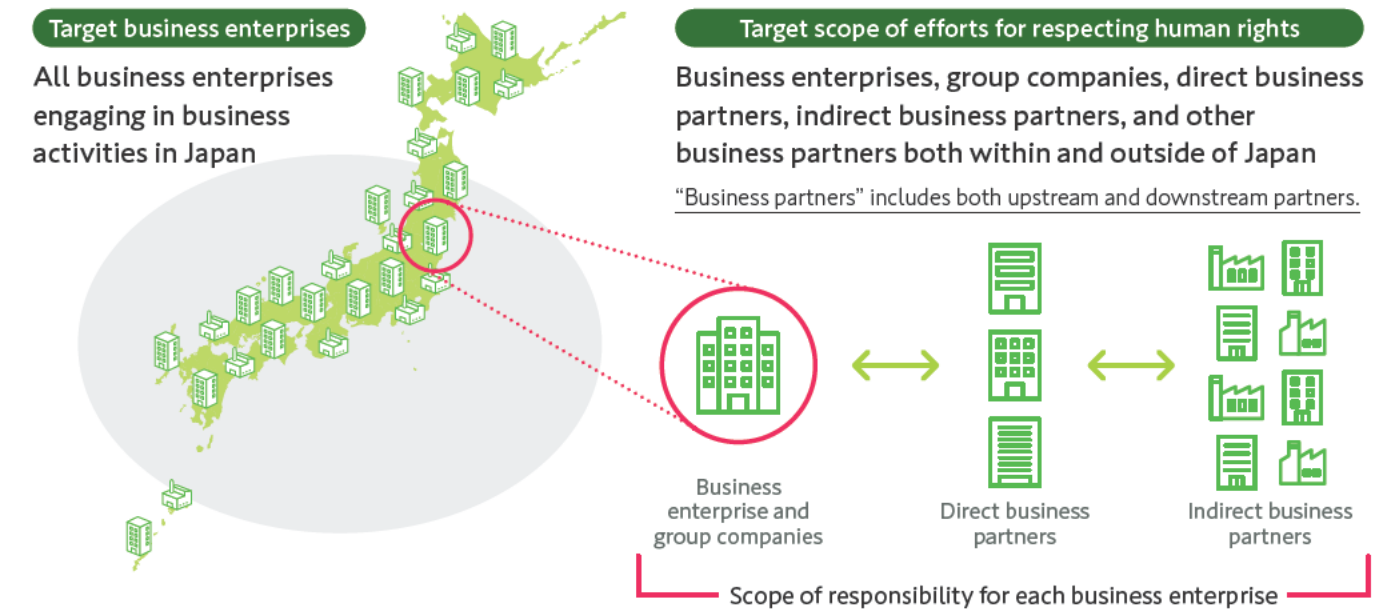 Target business enterprises
All business enterprises
engaging in business
activities in Japan
Target scope of efforts for respecting human rights
Business enterprises, group companies, direct business
partners, indirect business partners, and other
business partners both within and outside of Japan
“Business partners” includes both upstream and downstream partners.
Business
enterprise and
group companies
Direct business
partners
Indirect business
partners
Scope of responsibility for each business enterprise